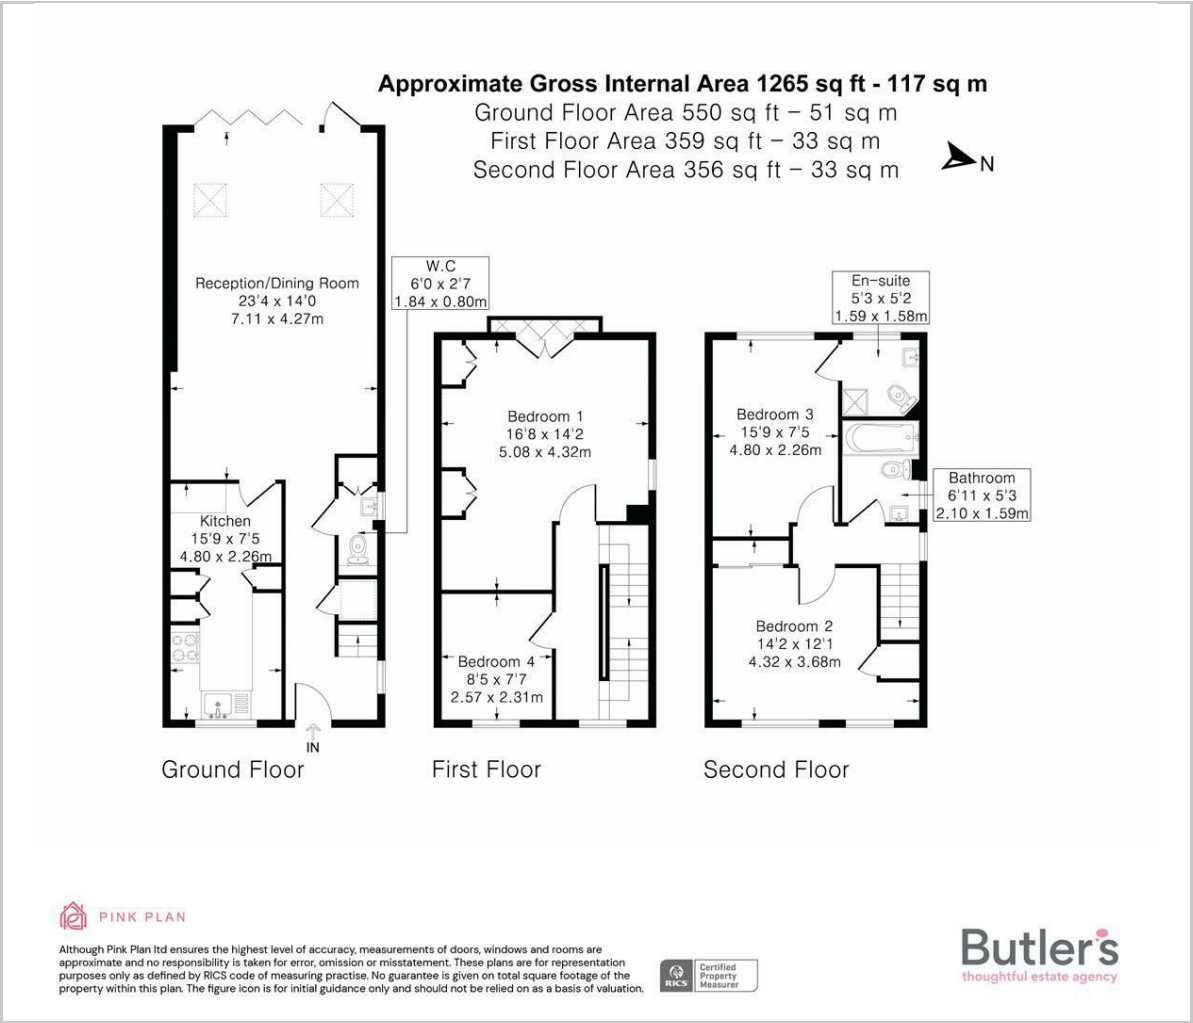 Approximate Gross Internal Area 1265 sq ft - 117 sq m
Ground Floor Area 550 sq ft – 51 sq m
First Floor Area 359 sq ft – 33 sq m
Second Floor Area 356 sq ft – 33 sq m
N
Reception/Dining Room
23'4 x 14'0
7.11 x 4.27m
W.C
6'0 x 2'7
1.84 x 0.80m
Kitchen
15'9 x 7'5
4.80 x 2.26m
IN
Ground Floor
Bedroom 1
16'8 x 14'2
5.08 x 4.32m
Bedroom 4
8'5 x 7'7
2.57 x 2.31m
First Floor
En-suite
5'3 x 5'2
1.59 x 1.58m
Bedroom 3
15'9 x 7'5
4.80 x 2.26m
Bathroom
6'11 x 5'3
2.10 x 1.59m
Bedroom 2
14'2 x 12'1
4.32 x 3.68m
Second Floor
PINK PLAN
Although Pink Plan ltd ensures the highest level of accuracy, measurements of doors, windows and rooms are
approximate and no responsibility is taken for error, omission or misstatement. These plans are for representation
purposes only as defined by RICS code of measuring practise. No guarantee is given on total square footage of the
property within this plan. The figure icon is for initial guidance only and should not be relied on as a basis of valuation.
RICS
Certified
Property
Measurer
Butler's
thoughtful estate agency